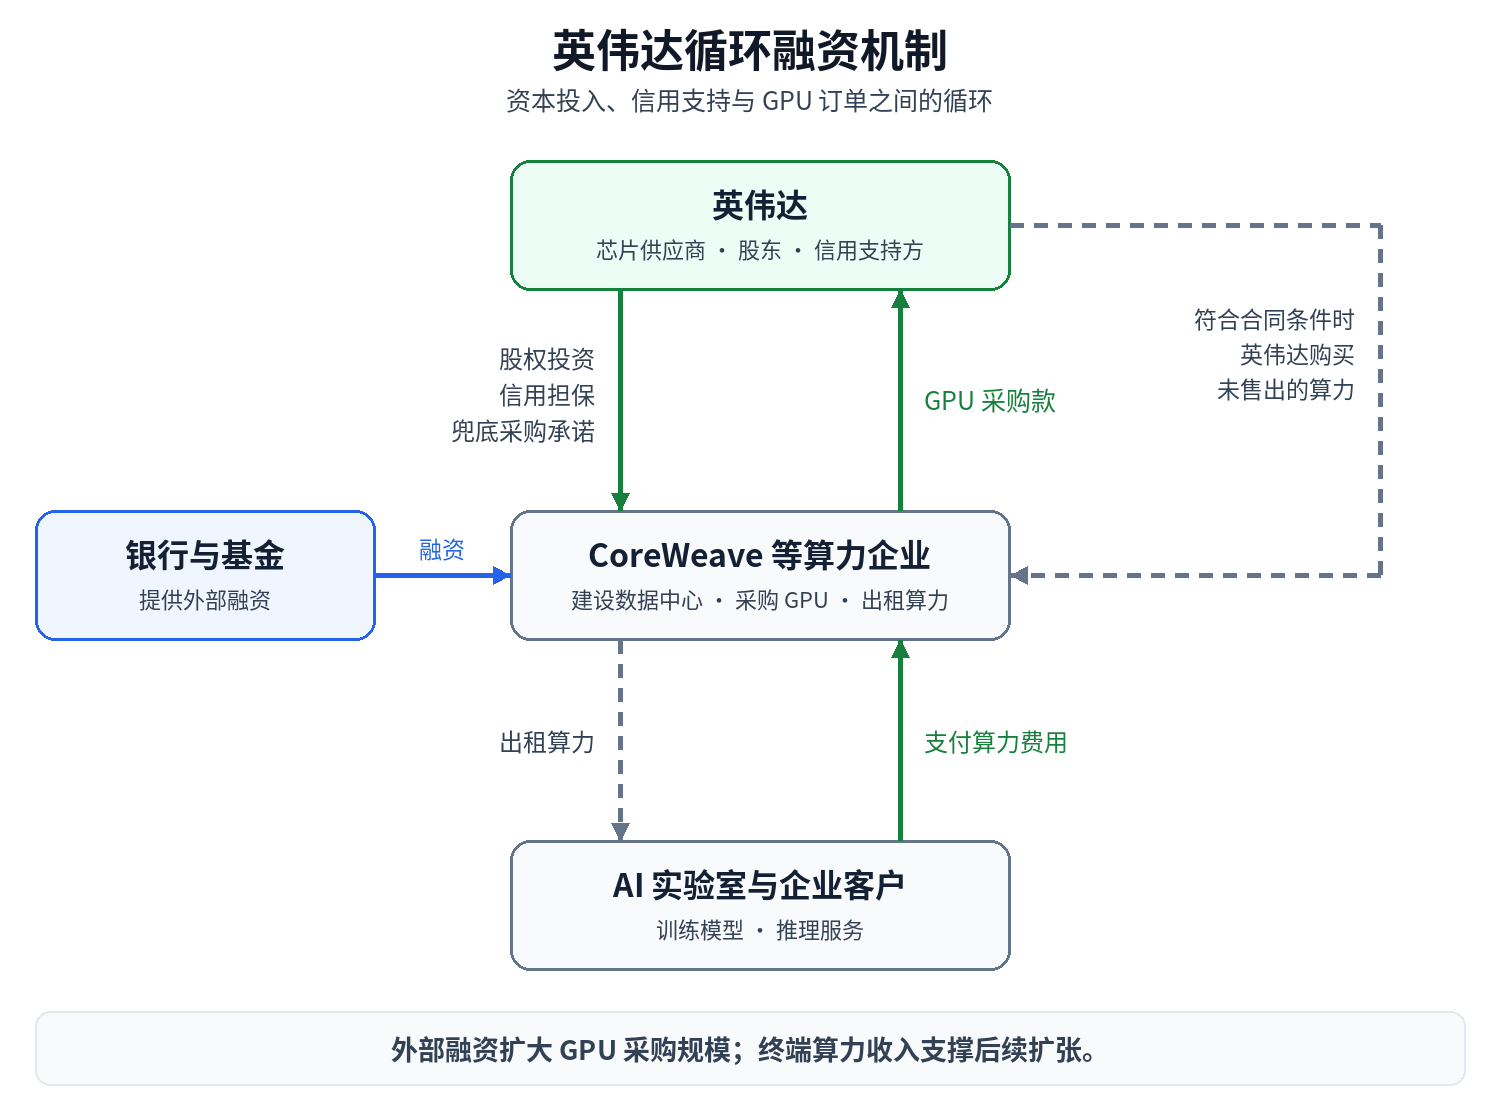 英伟达循环融资机制
资本投入、信用支持与 GPU 订单之间的循环
英伟达
芯片供应商 · 股东 · 信用支持方
股权投资
信用担保
兜底采购承诺
GPU 采购款
符合合同条件时
英伟达购买
未售出的算力
银行与基金
提供外部融资
融资
CoreWeave 等算力企业
建设数据中心 · 采购 GPU · 出租算力
出租算力
支付算力费用
AI 实验室与企业客户
训练模型 · 推理服务
外部融资扩大 GPU 采购规模；终端算力收入支撑后续扩张。